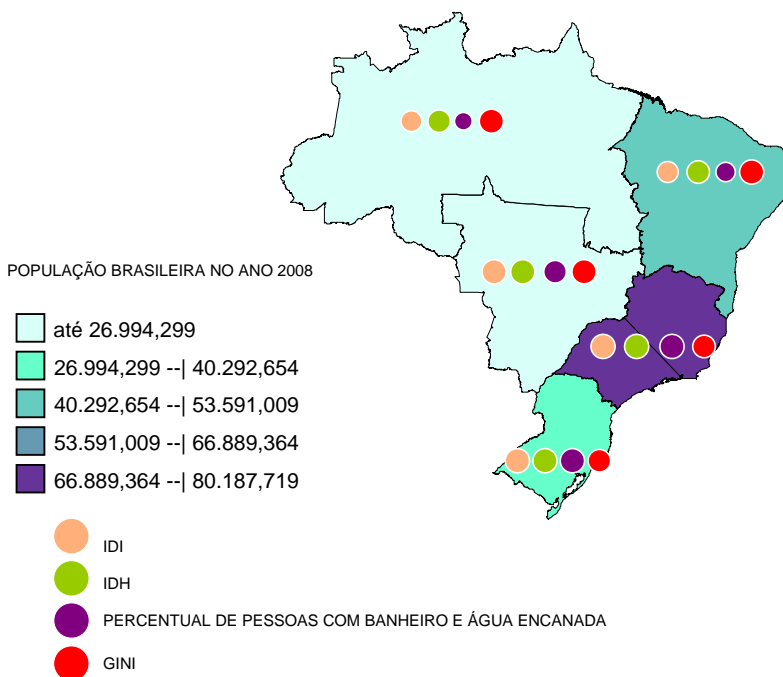 POPULAÇÃO BRASILEIRA NO ANO 2008
até 26.994,299
26.994,299 --| 40.292,654
40.292,654 --| 53.591,009
53.591,009 --| 66.889,364
66.889,364 --| 80.187,719
IDI
IDH
PERCENTUAL DE PESSOAS COM BANHEIRO E ÁGUA ENCANADA
GINI